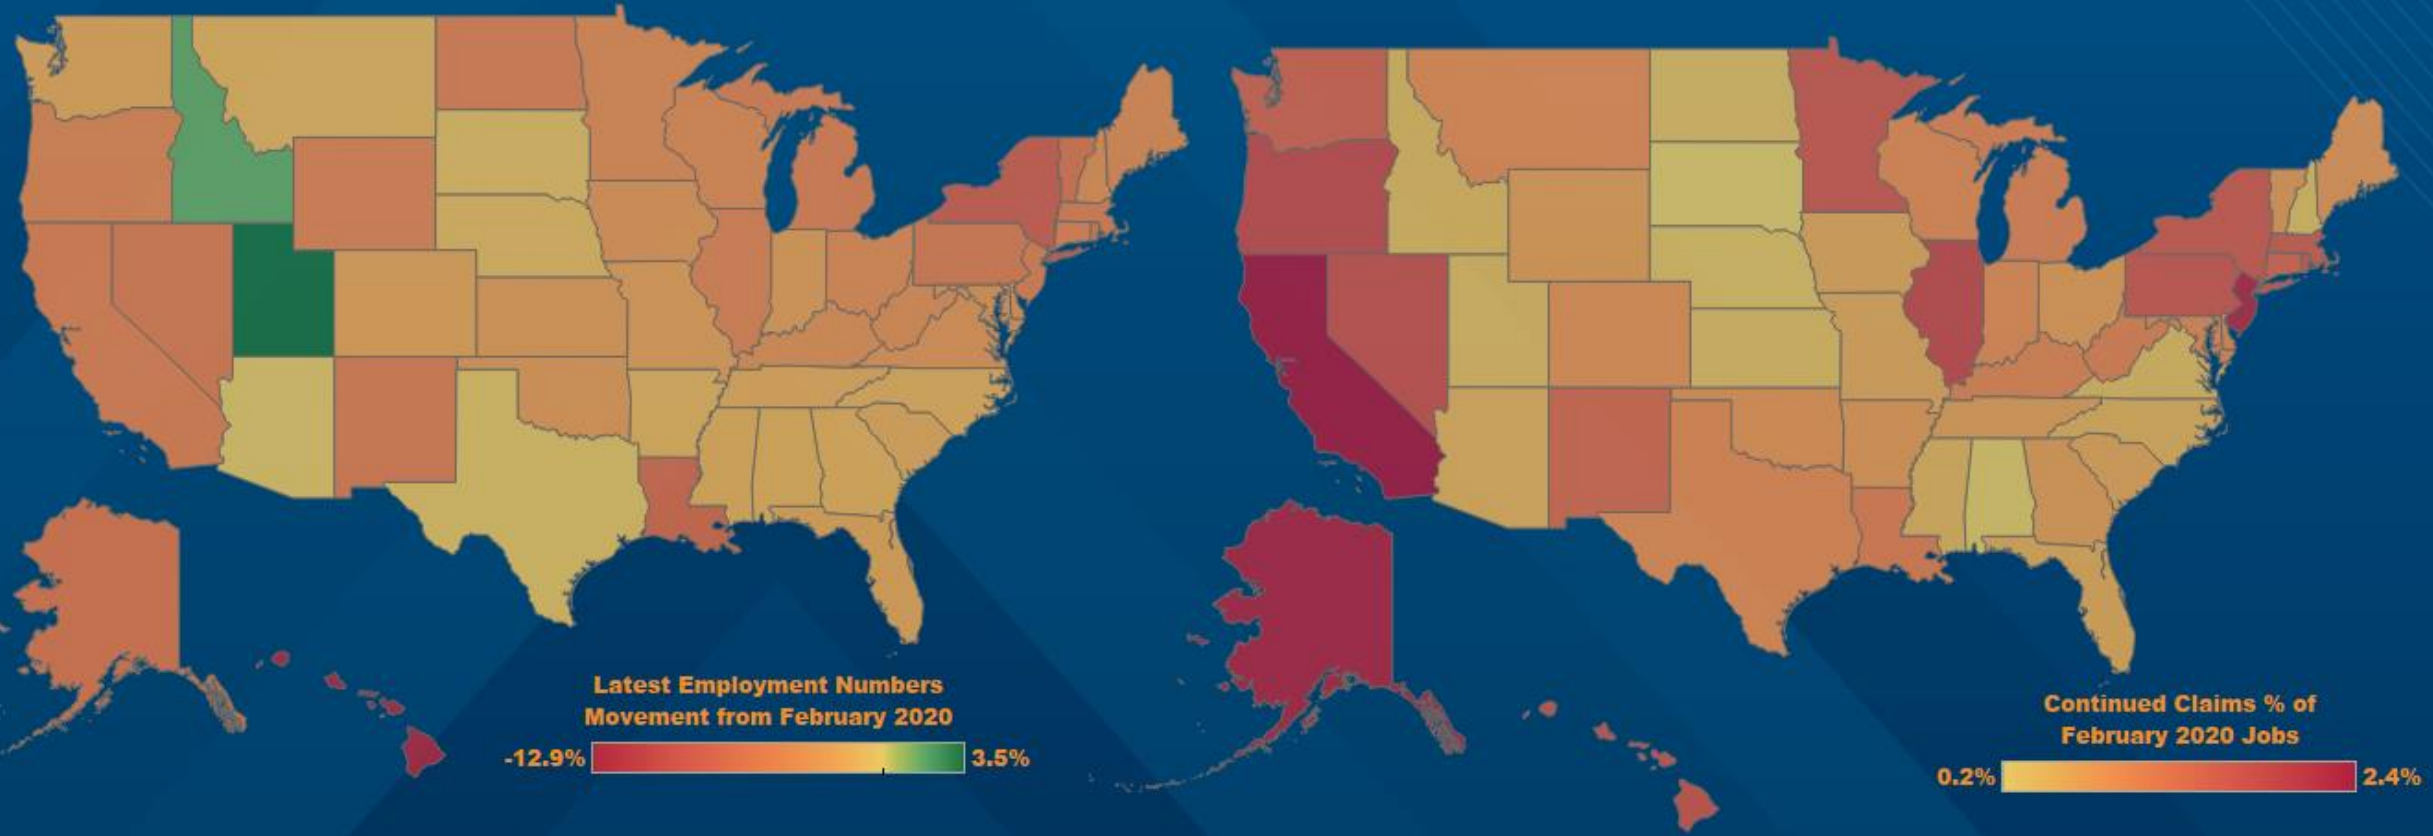 Latest Employment Numbers
Movement from February 2020
-12.9% 3.5%
Continued Claims % of
February 2020 Jobs
0.2% 2.4%